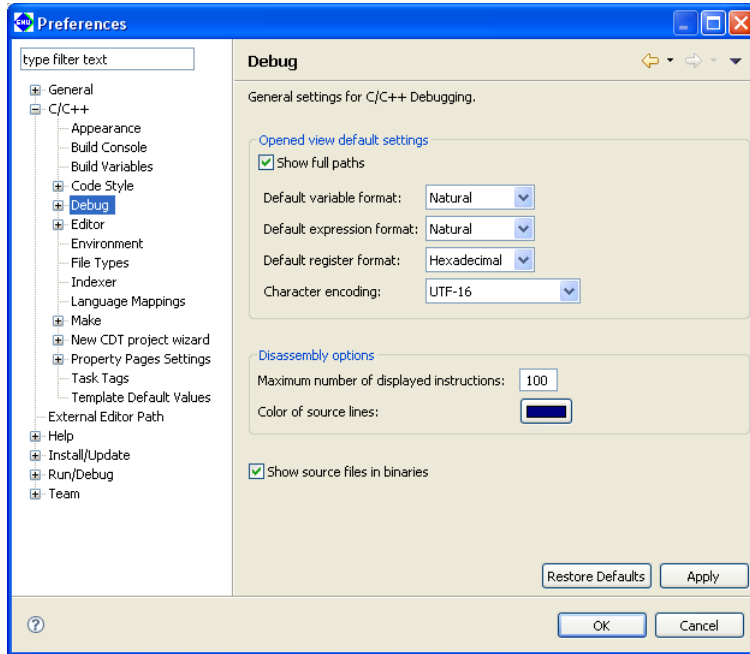 GNU Preferences
type filter text
General
C/C++
Appearance
Build Console
Build Variables
Code Style
Debug
Editor
Environment
File Types
Indexer
Language Mappings
Make
New CDT project wizard
Property Pages Settings
Task Tags
Template Default Values
External Editor Path
Help
Install/Update
Run/Debug
Team
Debug
General settings for C/C++ Debugging.
Opened view default settings
Show full paths
Default variable format: Natural
Default expression format: Natural
Default register format: Hexadecimal
Character encoding: UTF-16
Disassembly options
Maximum number of displayed instructions: 100
Color of source lines:
Show source files in binaries
Restore Defaults Apply
? OK Cancel